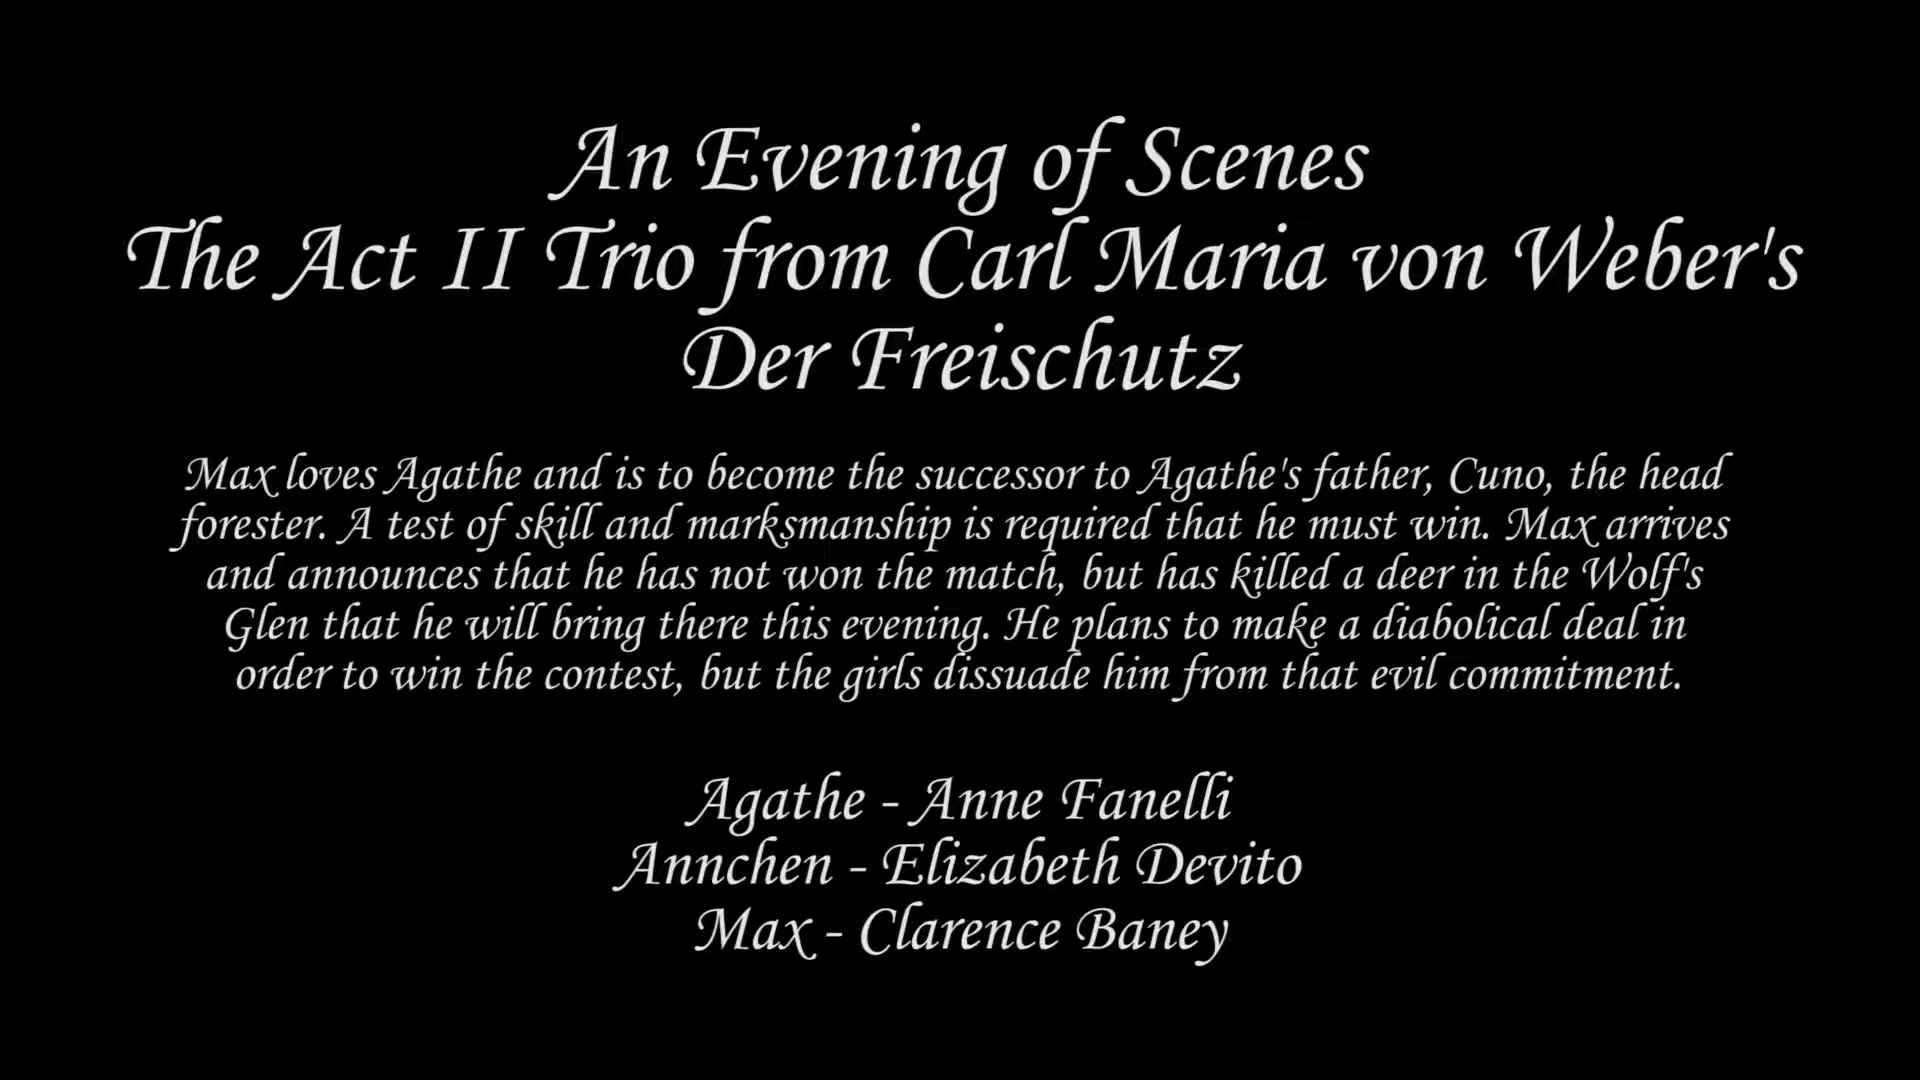 An Evening of Scenes
The Act II Trio from Carl Maria von Weber's
Der Freischutz
Max loves Agathe and is to become the successor to Agathe's father, Cuno, the head
forester. A test of skill and marksmanship is required that he must win. Max arrives
and announces that he has not won the match, but has killed a deer in the Wolf's
Glen that he will bring there this evening. He plans to make a diabolical deal in
order to win the contest, but the girls dissuade him from that evil commitment.
Agathe - Anne Fanelli
Annchen - Elizabeth Devito
Max - Clarence Baney